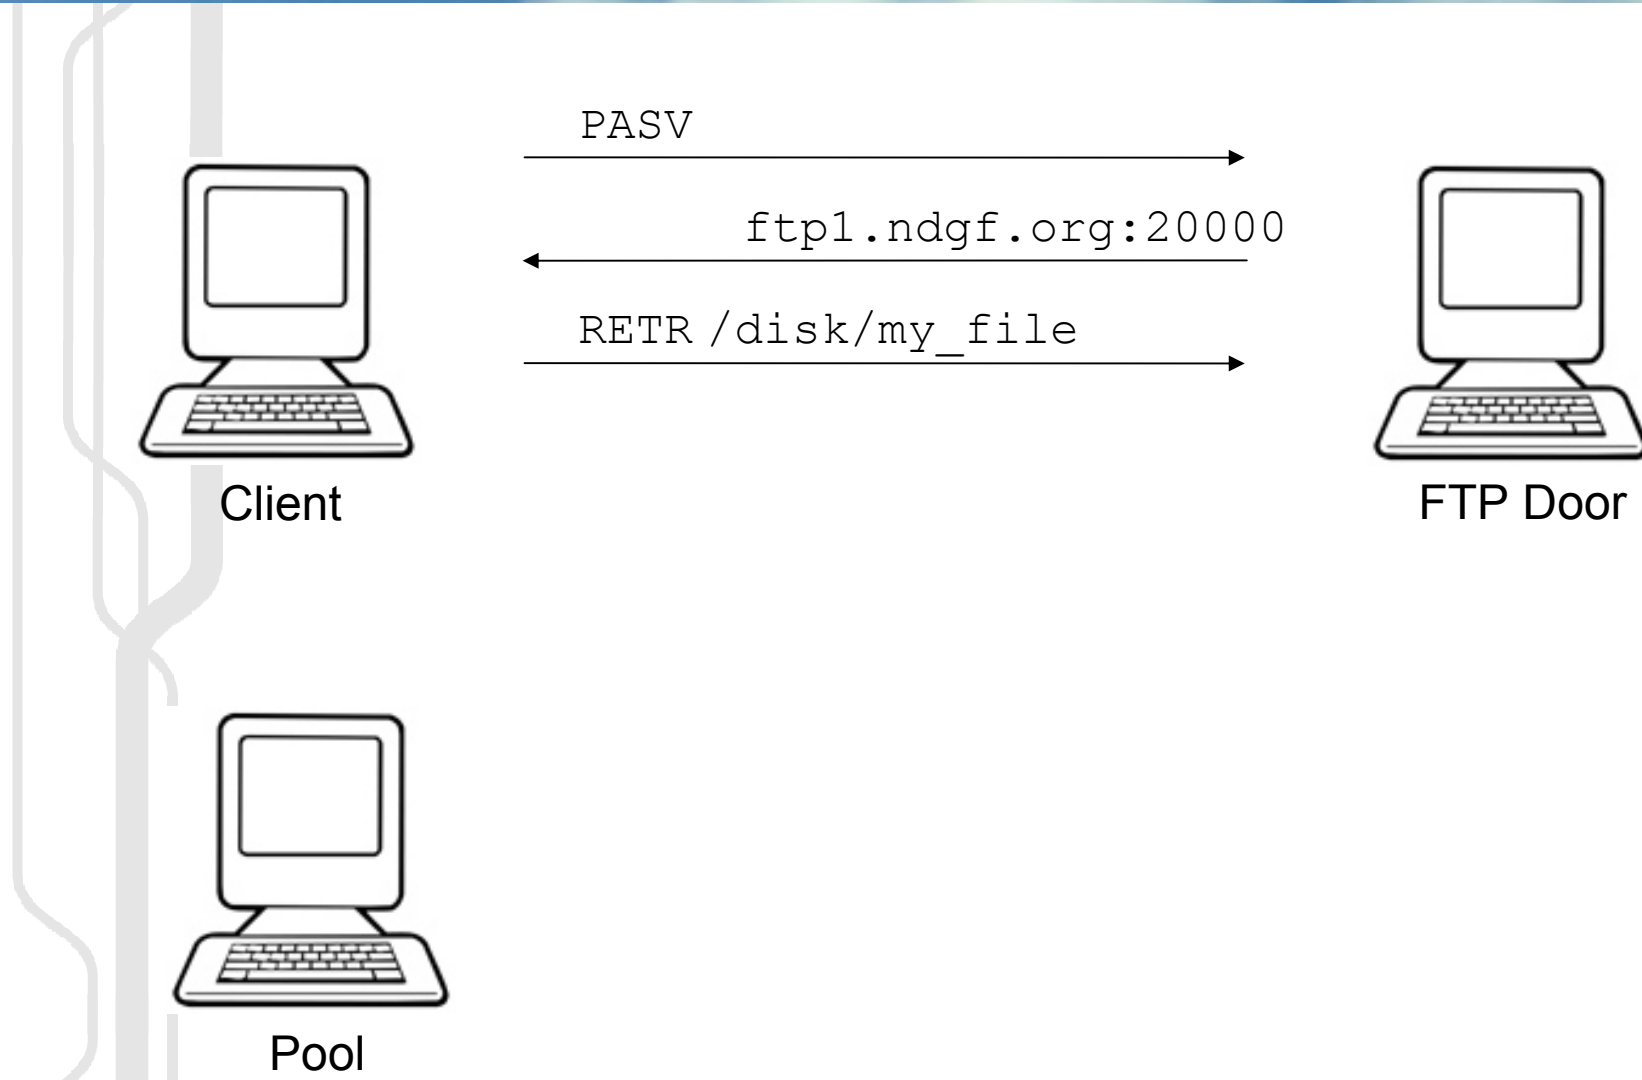 PASV
ftp1.ndgf.org:20000
RETR /disk/my_file
Client
FTP Door
Pool